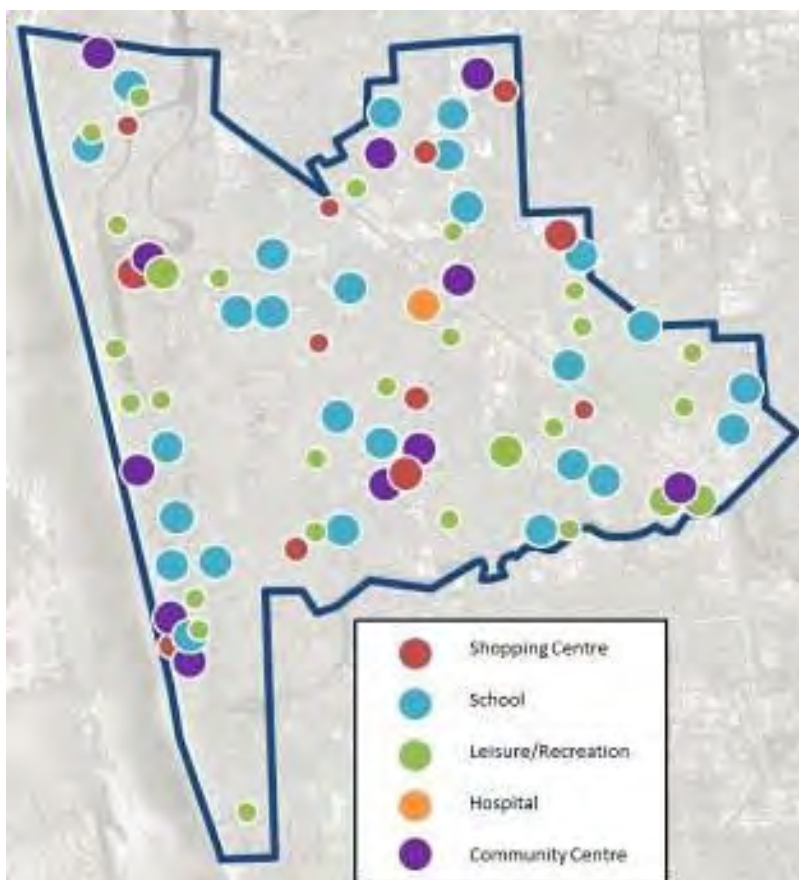 Shopping Centre
School
Leisure/Recreation
Hospital
Community Centre